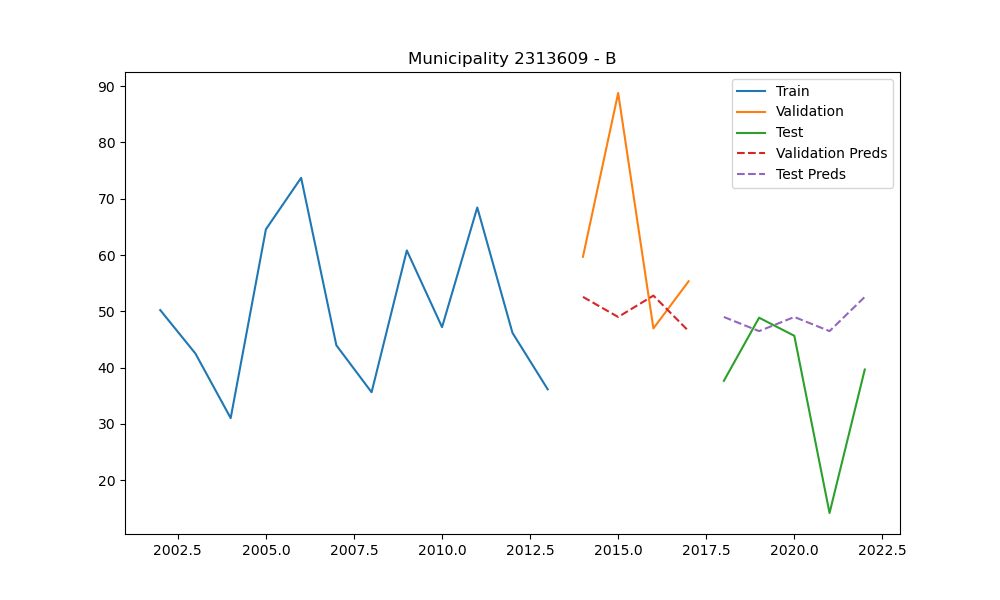 Municipality 2313609 - B
90
80
70
60
50
40
30
20
2002.5 2005.0 2007.5 2010.0 2012.5 2015.0 2017.5 2020.0 2022.5
Train
Validation
Test
Validation Preds
Test Preds